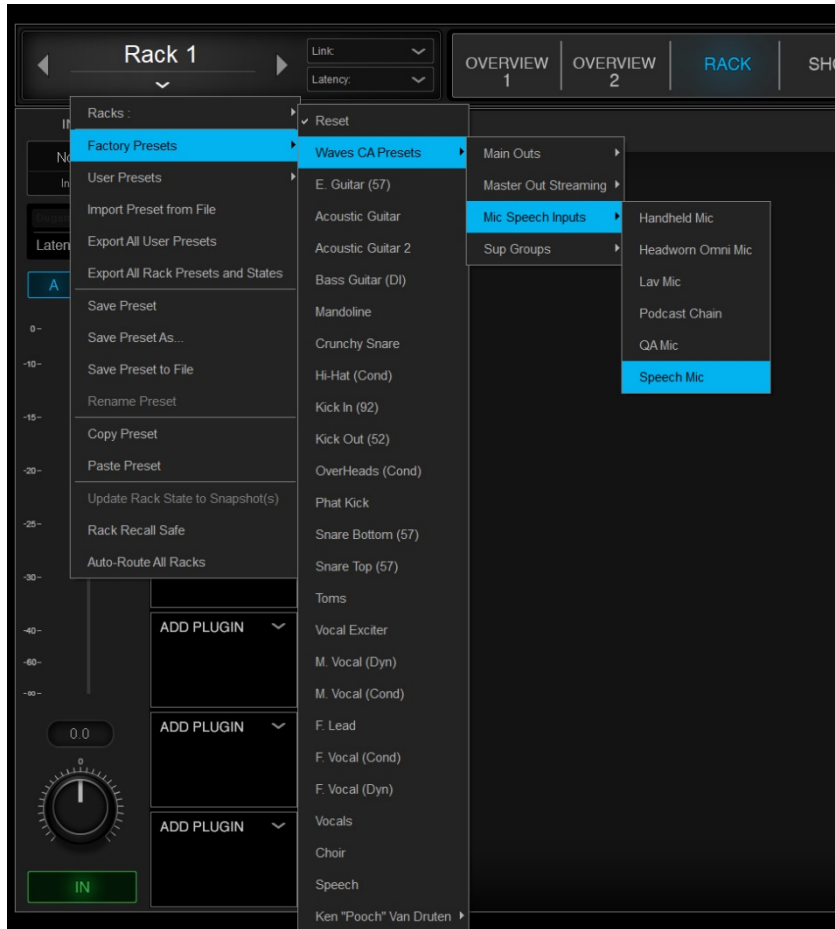 Rack 1
Link:
Latency:
OVERVIEW 1
OVERVIEW 2
RACK
Racks :
Factory Presets
User Presets
Import Preset from File
Export All User Presets
Export All Rack Presets and States
Save Preset
Save Preset As...
Save Preset to File
Rename Preset
Copy Preset
Paste Preset
Update Rack State to Snapshot(s)
Rack Recall Safe
Auto-Route All Racks
Reset
Waves CA Presets
E. Guitar (57)
Acoustic Guitar
Acoustic Guitar 2
Bass Guitar (DI)
Mandoline
Crunchy Snare
Hi-Hat (Cond)
Kick In (92)
Kick Out (52)
OverHeads (Cond)
Phat Kick
Snare Bottom (57)
Snare Top (57)
Toms
Vocal Exciter
M. Vocal (Dyn)
M. Vocal (Cond)
F. Lead
F. Vocal (Cond)
F. Vocal (Dyn)
Vocals
Choir
Speech
Ken "Pooch" Van Druten
Main Outs
Master Out Streaming
Mic Speech Inputs
Sup Groups
Handheld Mic
Headworn Omni Mic
Lav Mic
Podcast Chain
QA Mic
Speech Mic
A
0-
-10-
-15-
-20-
-25-
-30-
-40-
-60-
-∞-
0.0
0
IN
ADD PLUGIN
ADD PLUGIN
ADD PLUGIN